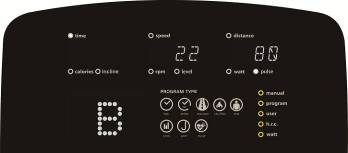 time speed distance
22 80
calories incline rpm level watt pulse
PROGRAM TYPE
manual
program
user
h.r.c.
watt
B